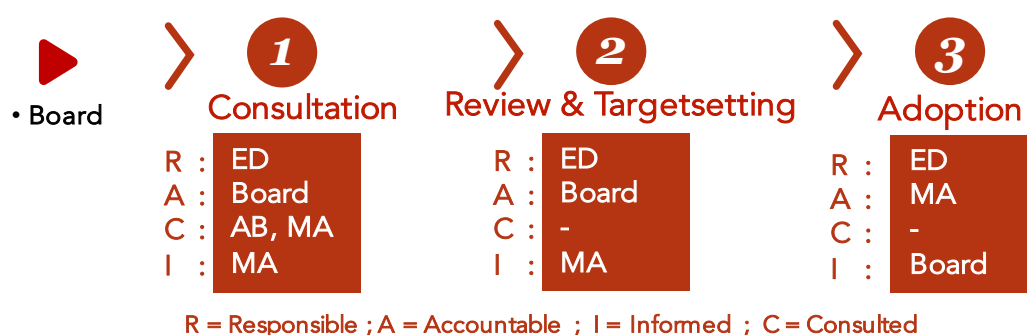 • Board
1
Consultation
R : ED
A : Board
C : AB, MA
I : MA
2
Review & Targetsetting
R : ED
A : Board
C : -
I : MA
3
Adoption
R : ED
A : MA
C : -
I : Board
R = Responsible ; A = Accountable ; I = Informed ; C = Consulted